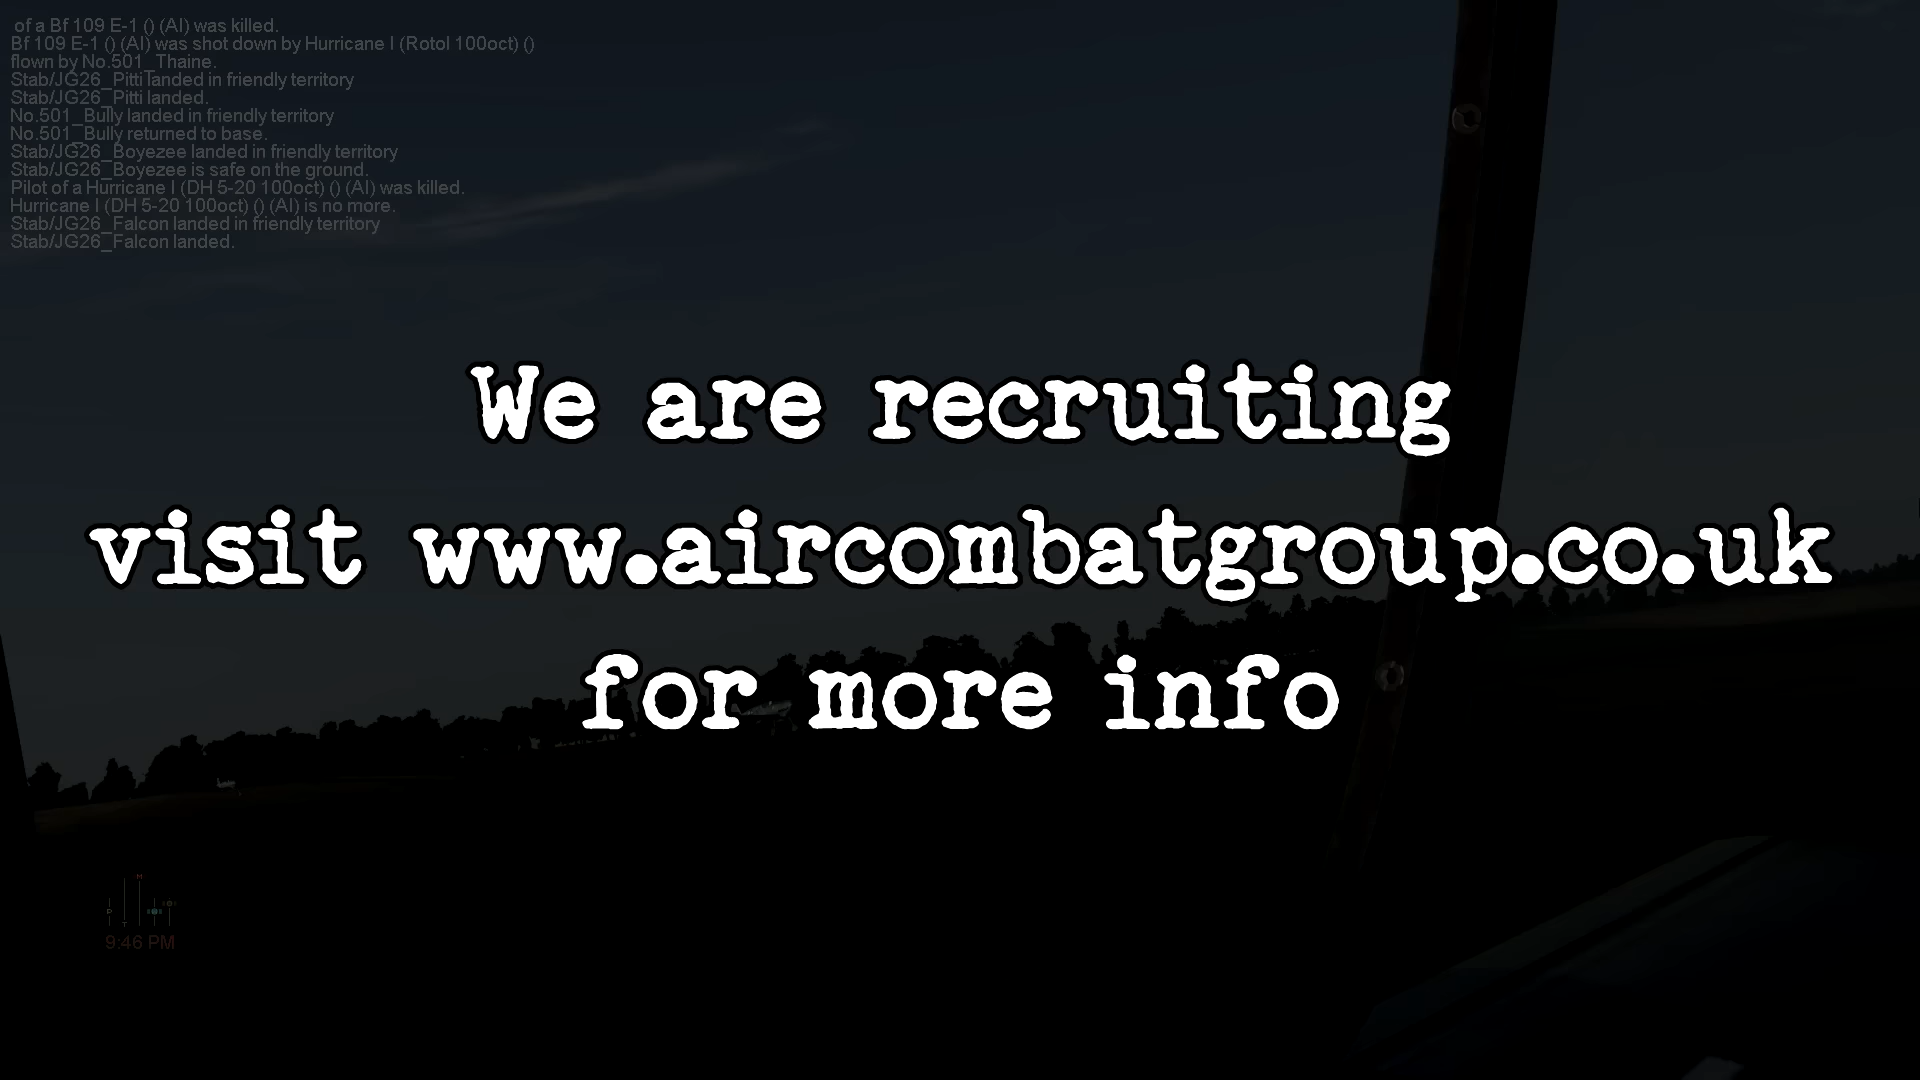 of a Bf 109 E-1 () (AI) was killed.
Bf 109 E-1 () (AI) was shot down by Hurricane I (Rotol 100oct) ()
flown by No.501_Thaine.
Stab/JG26_Pitti landed in friendly territory
Stab/JG26_Pitti landed.
No.501_Bully landed in friendly territory
No.501_Bully returned to base.
Stab/JG26_Boyezee landed in friendly territory
Stab/JG26_Boyezee is safe on the ground.
Pilot of a Hurricane I (DH 5-20 100oct) () (AI) was killed.
Hurricane I (DH 5-20 100oct) () (AI) is no more.
Stab/JG26_Falcon landed in friendly territory
Stab/JG26_Falcon landed.
We are recruiting
visit www.aircombatgroup.co.uk
for more info
9:46 PM